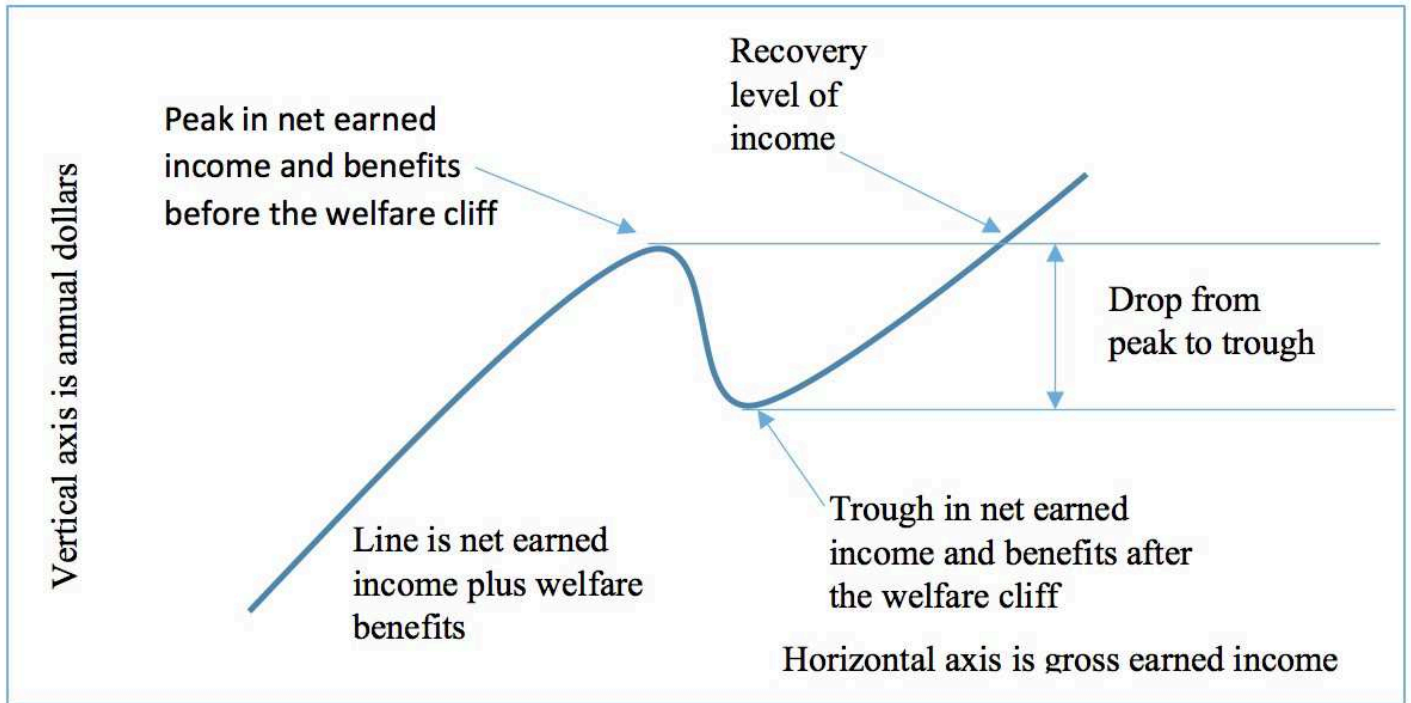 Recovery
level of
income
Peak in net earned
income and benefits
before the welfare cliff
Vertical axis is annual dollars
Drop from
peak to trough
Line is net earned
income plus welfare
benefits
Trough in net earned
income and benefits after
the welfare cliff
Horizontal axis is gross earned income